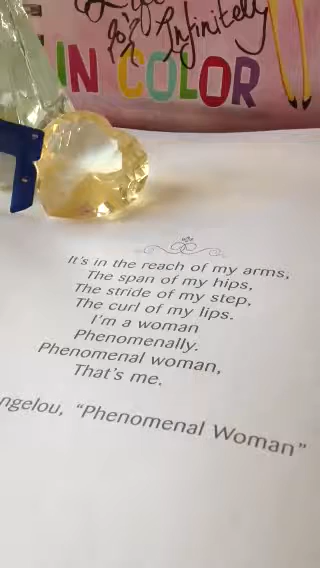 Infinitely
IN COLOR
It's in the reach of my arms,
The span of my hips,
The stride of my step,
The curl of my lips.
I'm a woman
Phenomenally.
Phenomenal woman,
That's me.
ngelou, "Phenomenal Woman"